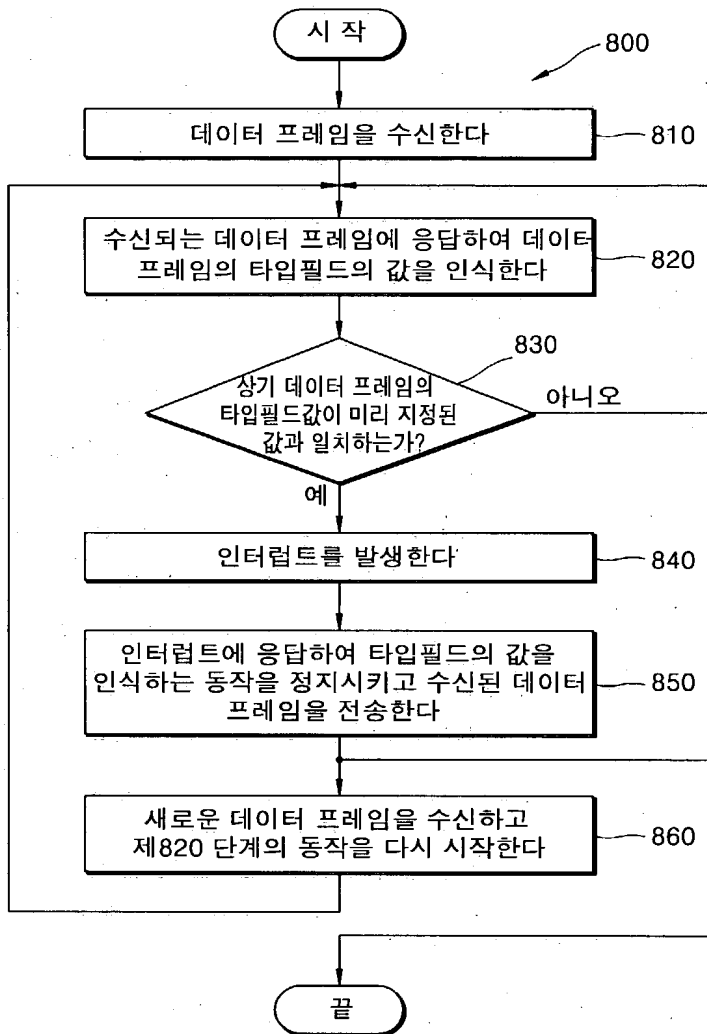 시 작
800
데이터 프레임을 수신한다
810
수신되는 데이터 프레임에 응답하여 데이터
프레임의 타입필드의 값을 인식한다
820
830
상기 데이터 프레임의
타입필드값이 미리 지정된
값과 일치하는가?
아니오
예
인터럽트를 발생한다
840
인터럽트에 응답하여 타입필드의 값을
인식하는 동작을 정지시키고 수신된 데이터
프레임을 전송한다
850
새로운 데이터 프레임을 수신하고
제820 단계의 동작을 다시 시작한다
860
끝